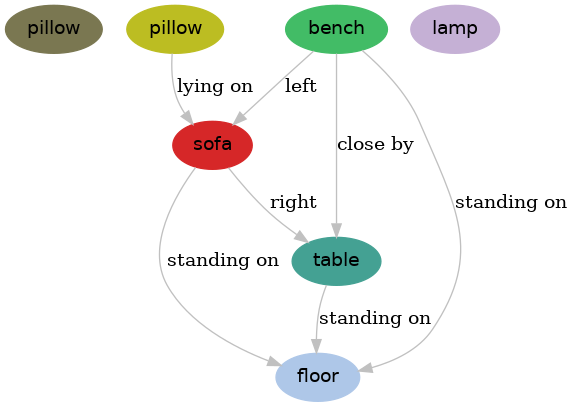 pillow
pillow
bench
lamp
lying on
left
sofa
close by
right
standing on
standing on
table
standing on
floor